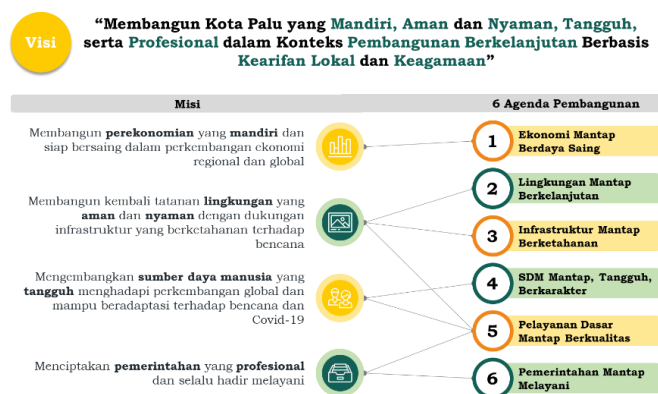 Visi
“Membangun Kota Palu yang Mandiri, Aman dan Nyaman, Tangguh,
serta Profesional dalam Konteks Pembangunan Berkelanjutan Berbasis
Kearifan Lokal dan Keagamaan”
Misi
6 Agenda Pembangunan
Membangun perekonomian yang mandiri dan
siap bersaing dalam perkembangan ekonomi
regional dan global
Membangun kembali tatanan lingkungan yang
aman dan nyaman dengan dukungan
infrastruktur yang berketahanan terhadap
bencana
Mengembangkan sumber daya manusia yang
tangguh menghadapi perkembangan global dan
mampu beradaptasi terhadap bencana dan
Covid-19
Menciptakan pemerintahan yang profesional
dan selalu hadir melayani
1
Ekonomi Mantap
Berdaya Saing
2
Lingkungan Mantap
Berkelanjutan
3
Infrastruktur Mantap
Berketahanan
4
SDM Mantap, Tangguh,
Berkarakter
5
Pelayanan Dasar
Mantap Berkualitas
6
Pemerintahan Mantap
Melayani